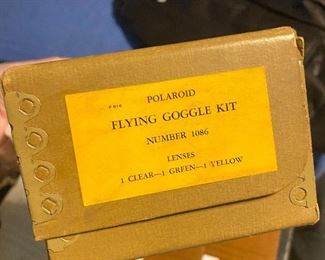 POLAROID
FLYING GOGGLE KIT
NUMBER 1086
LENSES
1 CLEAR—1 GREEN—1 YELLOW